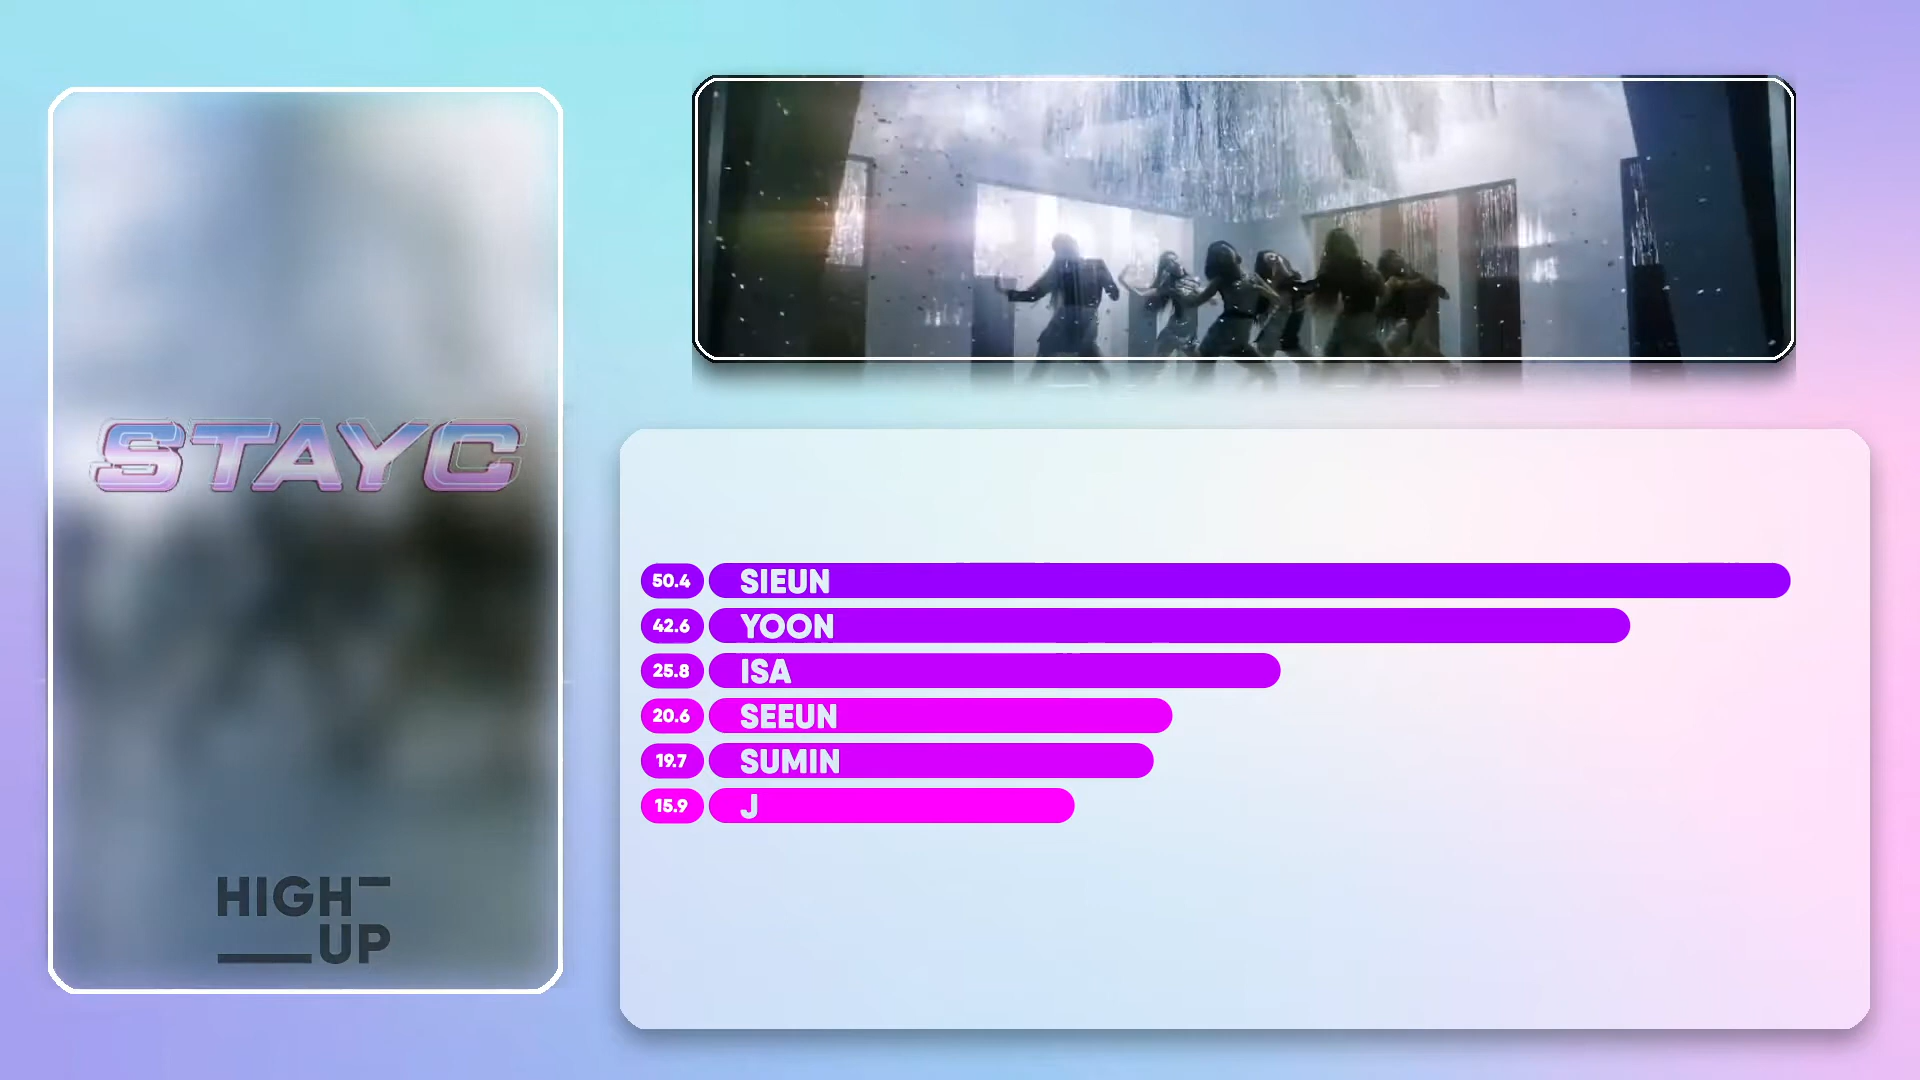 STAYC
HIGH
UP
50.4 SIEUN
42.6 YOON
25.8 ISA
20.6 SEEUN
19.7 SUMIN
15.9 J